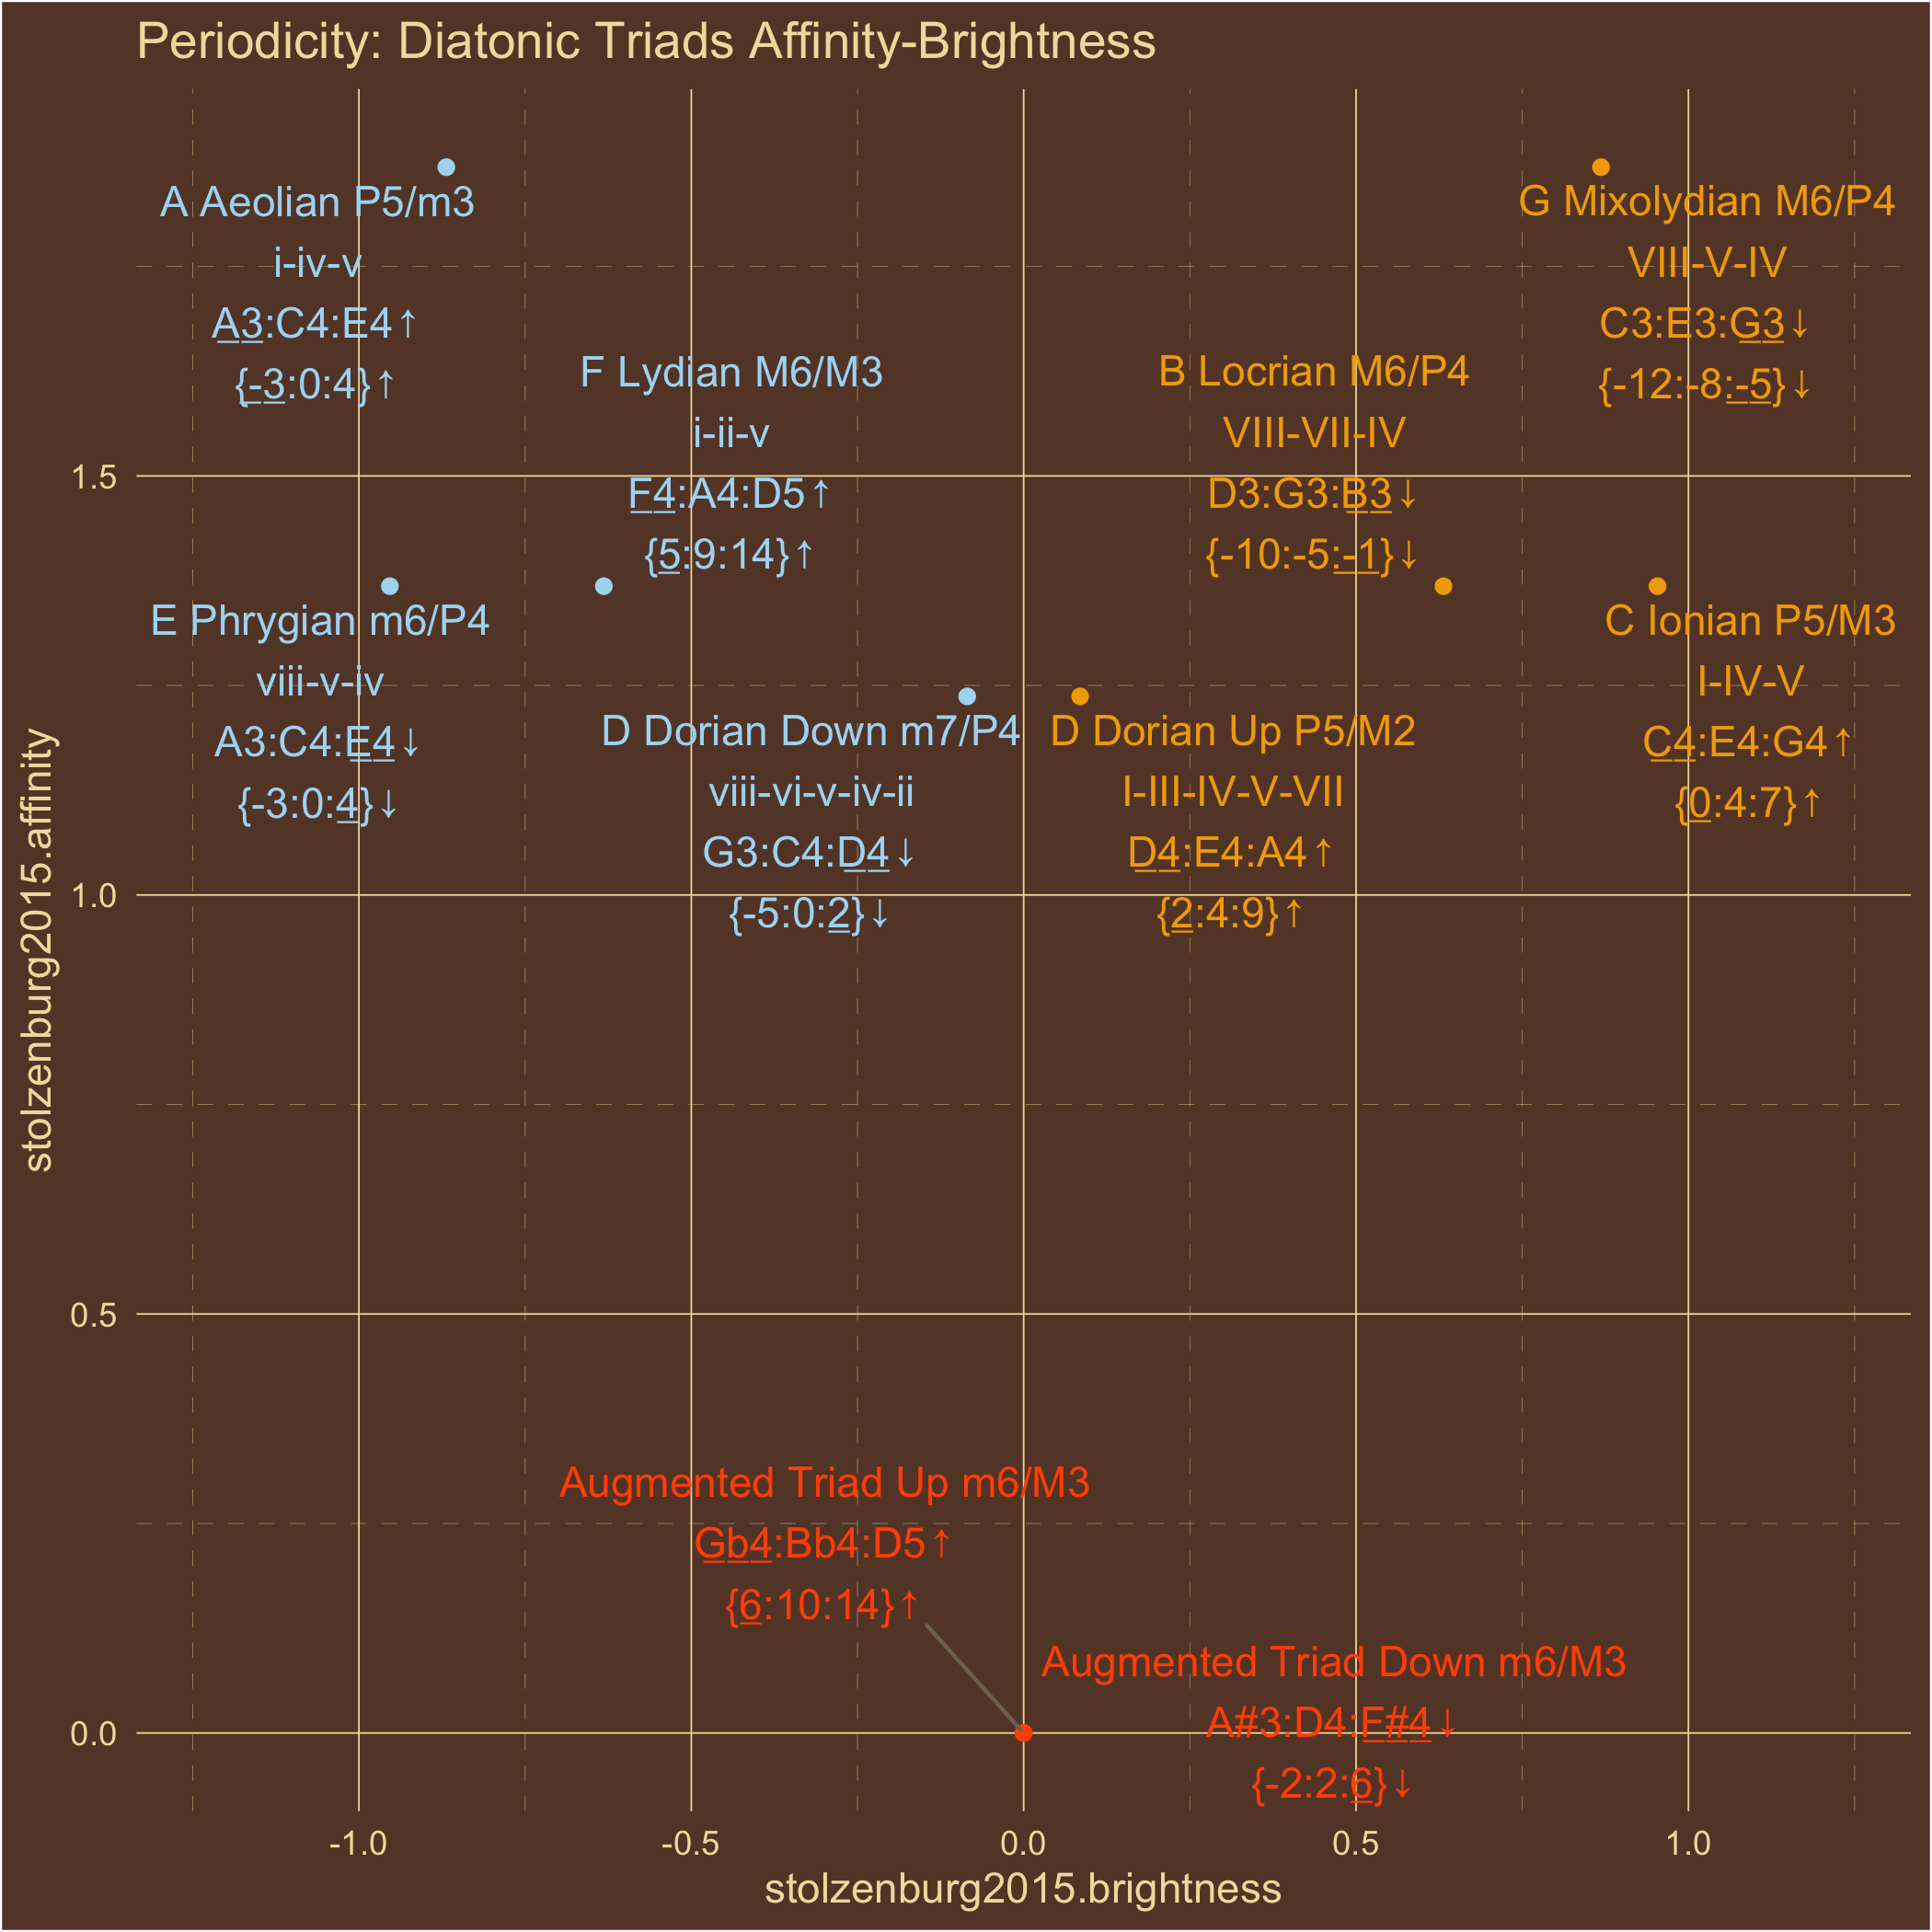 Periodicity: Diatonic Triads Affinity-Brightness
A Aeolian P5/m3
i-iv-v
A3:C4:E4↑
{-3:0:4}↑
G Mixolydian M6/P4
VIII-V-IV
C3:E3:G3↓
{-12:-8:-5}↓
F Lydian M6/M3
i-ii-v
F4:A4:D5↑
{5:9:14}↑
B Locrian M6/P4
VIII-VII-IV
D3:G3:B3↓
{-10:-5:-1}↓
E Phrygian m6/P4
viii-v-iv
A3:C4:E4↓
{-3:0:4}↓
C Ionian P5/M3
I-IV-V
C4:E4:G4↑
{0:4:7}↑
D Dorian Down m7/P4
viii-vi-v-iv-ii
G3:C4:D4↓
{-5:0:2}↓
D Dorian Up P5/M2
I-III-IV-V-VII
D4:E4:A4↑
{2:4:9}↑
Augmented Triad Up m6/M3
Gb4:Bb4:D5↑
{6:10:14}↑
Augmented Triad Down m6/M3
A#3:D4:F#4↓
{-2:2:6}↓
stolzenburg2015.affinity
1.5
1.0
0.5
0.0
-1.0
-0.5
0.0
0.5
1.0
stolzenburg2015.brightness